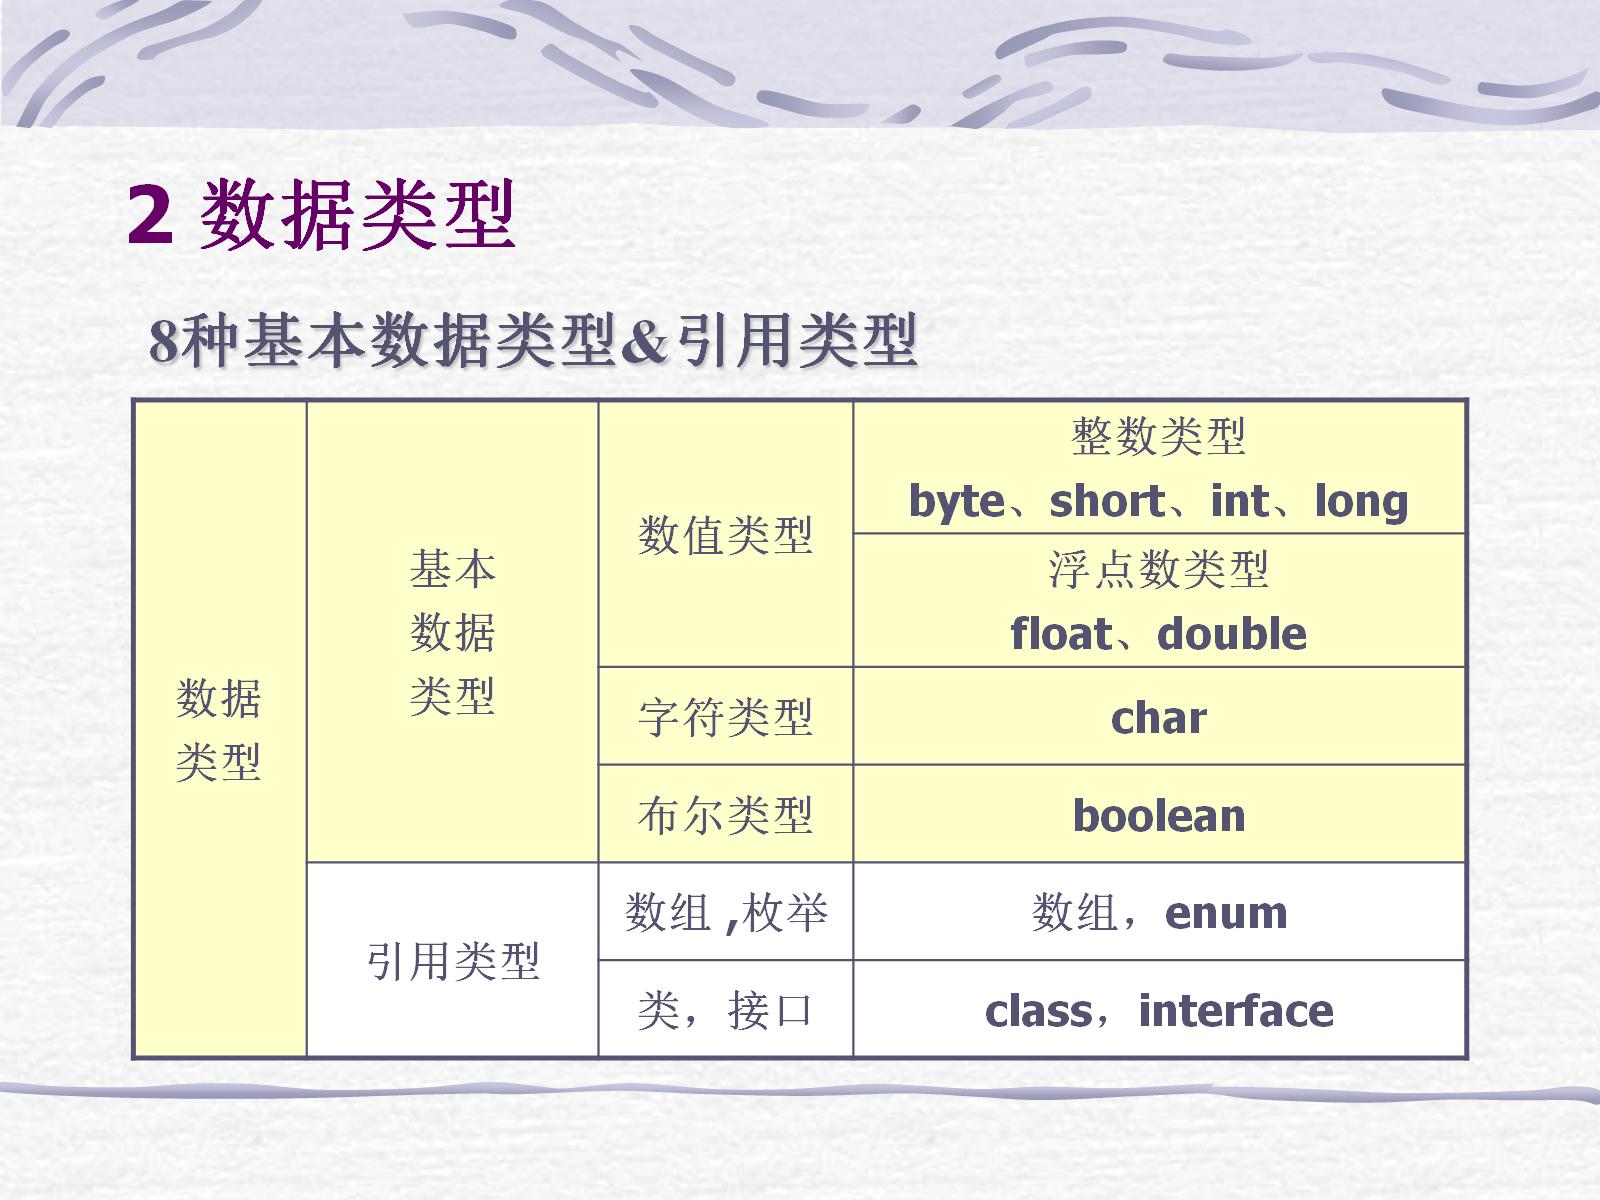 2 数据类型
8种基本数据类型&引用类型
数据
类型
基本
数据
类型
数值类型
整数类型
byte、short、int、long
浮点数类型
float、double
字符类型
char
布尔类型
boolean
引用类型
数组 ,枚举
数组，enum
类，接口
class，interface